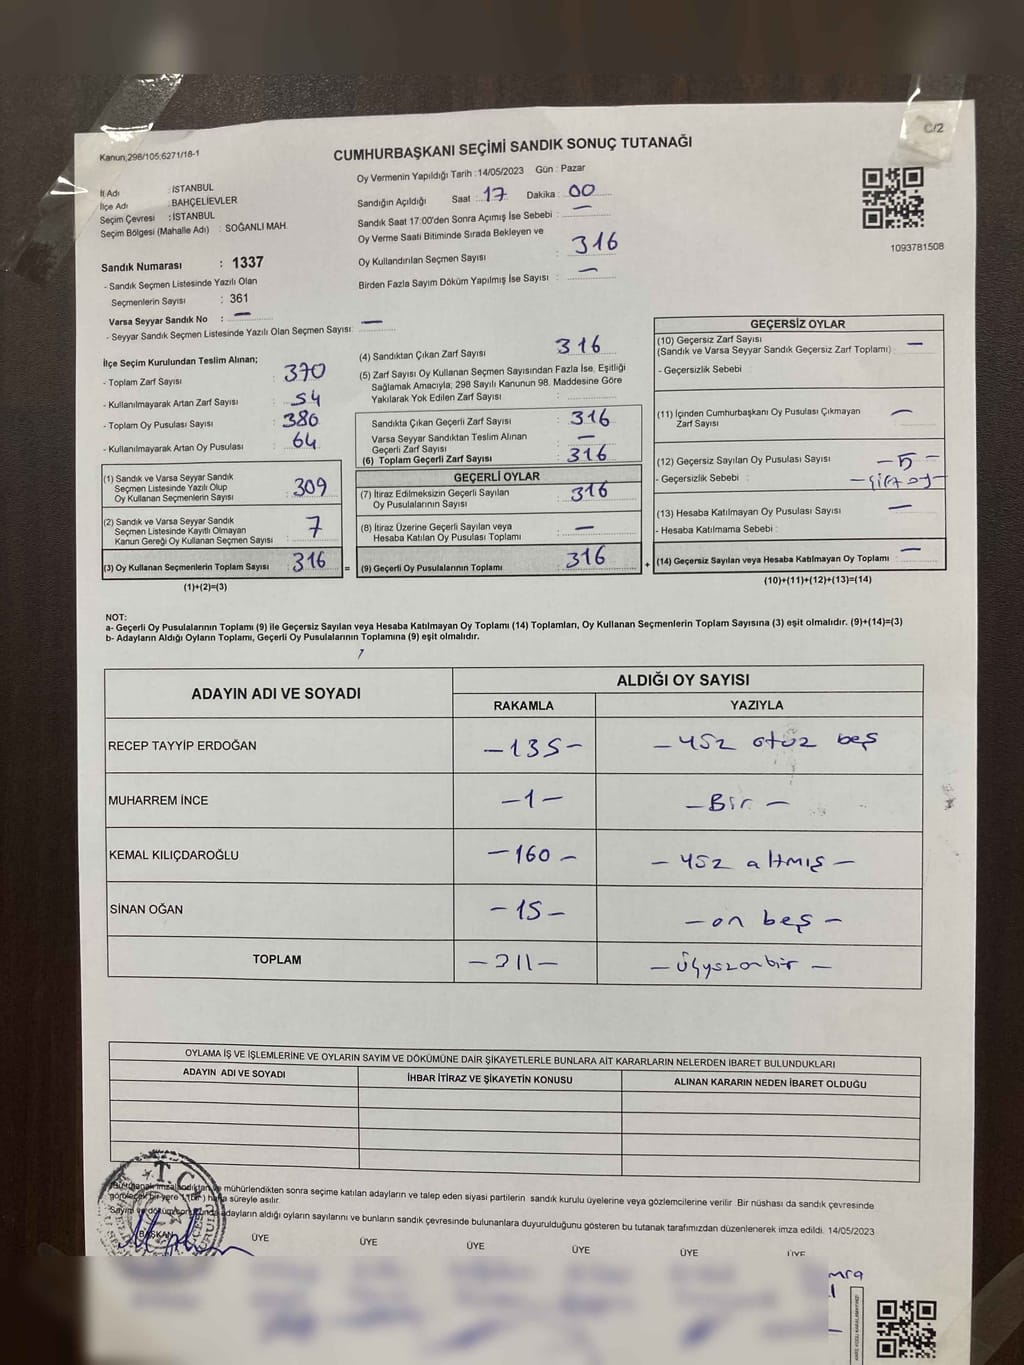 Kanun;298/105;6271/18-1
C/2
CUMHURBAŞKANI SEÇİMİ SANDIK SONUÇ TUTANAĞI
İl Adı : İSTANBUL
İlçe Adı : BAHÇELİEVLER
Seçim Çevresi : İSTANBUL
Seçim Bölgesi (Mahalle Adı) : SOĞANLI MAH.
Sandık Numarası : 1337
- Sandık Seçmen Listesinde Yazılı Olan
Seçmenlerin Sayısı : 361
Varsa Seyyar Sandık No : —
- Seyyar Sandık Seçmen Listesinde Yazılı Olan Seçmen Sayısı: —
Oy Vermenin Yapıldığı Tarih : 14/05/2023 Gün : Pazar
Sandığın Açıldığı Saat : 17 Dakika : 00
Sandık Saat 17:00'den Sonra Açımış İse Sebebi : —
Oy Verme Saati Bitiminde Sırada Bekleyen ve
Oy Kullandırılan Seçmen Sayısı : 316
Birden Fazla Sayım Döküm Yapılmış İse Sayısı : —
1093781508
İlçe Seçim Kurulundan Teslim Alınan;
- Toplam Zarf Sayısı : 370
- Kullanılmayarak Artan Zarf Sayısı : 54
- Toplam Oy Pusulası Sayısı : 380
- Kullanılmayarak Artan Oy Pusulası : 64
(1) Sandık ve Varsa Seyyar Sandık
Seçmen Listesinde Yazılı Olup
Oy Kullanan Seçmenlerin Sayısı : 309
(2) Sandık ve Varsa Seyyar Sandık
Seçmen Listesinde Kayıtlı Olmayan
Kanun Gereği Oy Kullanan Seçmen Sayısı : 7
(3) Oy Kullanan Seçmenlerin Toplam Sayısı : 316 =
(1)+(2)=(3)
(4) Sandıktan Çıkan Zarf Sayısı : 316
(5) Zarf Sayısı Oy Kullanan Seçmen Sayısından Fazla İse, Eşitliği
Sağlamak Amacıyla; 298 Sayılı Kanunun 98. Maddesine Göre
Yakılarak Yok Edilen Zarf Sayısı :
Sandıkta Çıkan Geçerli Zarf Sayısı : 316
Varsa Seyyar Sandıktan Teslim Alınan
Geçerli Zarf Sayısı : —
(6) Toplam Geçerli Zarf Sayısı : 316
GEÇERLİ OYLAR
(7) İtiraz Edilmeksizin Geçerli Sayılan
Oy Pusulalarının Sayısı : 316
(8) İtiraz Üzerine Geçerli Sayılan veya
Hesaba Katılan Oy Pusulası Toplamı : —
(9) Geçerli Oy Pusulalarının Toplamı : 316 +
GEÇERSİZ OYLAR
(10) Geçersiz Zarf Sayısı
(Sandık ve Varsa Seyyar Sandık Geçersiz Zarf Toplamı) : —
- Geçersizlik Sebebi :
(11) İçinden Cumhurbaşkanı Oy Pusulası Çıkmayan
Zarf Sayısı : —
(12) Geçersiz Sayılan Oy Pusulası Sayısı : -5-
- Geçersizlik Sebebi : -çift oy-
(13) Hesaba Katılmayan Oy Pusulası Sayısı : —
- Hesaba Katılmama Sebebi :
(14) Geçersiz Sayılan veya Hesaba Katılmayan Oy Toplamı : —
(10)+(11)+(12)+(13)=(14)
NOT:
a- Geçerli Oy Pusulalarının Toplamı (9) ile Geçersiz Sayılan veya Hesaba Katılmayan Oy Toplamı (14) Toplamları, Oy Kullanan Seçmenlerin Toplam Sayısına (3) eşit olmalıdır. (9)+(14)=(3)
b- Adayların Aldığı Oyların Toplamı, Geçerli Oy Pusulalarının Toplamına (9) eşit olmalıdır.
ADAYIN ADI VE SOYADI ALDIĞI OY SAYISI
RAKAMLA YAZIYLA
RECEP TAYYİP ERDOĞAN -135- -yüz otuz beş
MUHARREM İNCE -1- -Bir-
KEMAL KILIÇDAROĞLU -160- -yüz altmış-
SİNAN OĞAN -15- -on beş-
TOPLAM -311- -Üçyüzonbir-
OYLAMA İŞ VE İŞLEMLERİNE VE OYLARIN SAYIM VE DÖKÜMÜNE DAİR ŞİKAYETLERLE BUNLARA AİT KARARLARIN NELERDEN İBARET BULUNDUKLARI
ADAYIN ADI VE SOYADI İHBAR İTİRAZ VE ŞİKAYETİN KONUSU ALINAN KARARIN NEDEN İBARET OLDUĞU
T.C.
mühürlendikten sonra seçime katılan adayların ve talep eden siyasi partilerin sandık kurulu üyelerine veya gözlemcilerine verilir. Bir nüshası da sandık çevresinde
süreyle asılır.
adayların aldığı oyların sayılarını ve bunların sandık çevresinde bulunanlara duyurulduğunu gösteren bu tutanak tarafımızdan düzenlenerek imza edildi. 14/05/2023
BAŞKAN ÜYE ÜYE ÜYE ÜYE ÜYE ÜYE